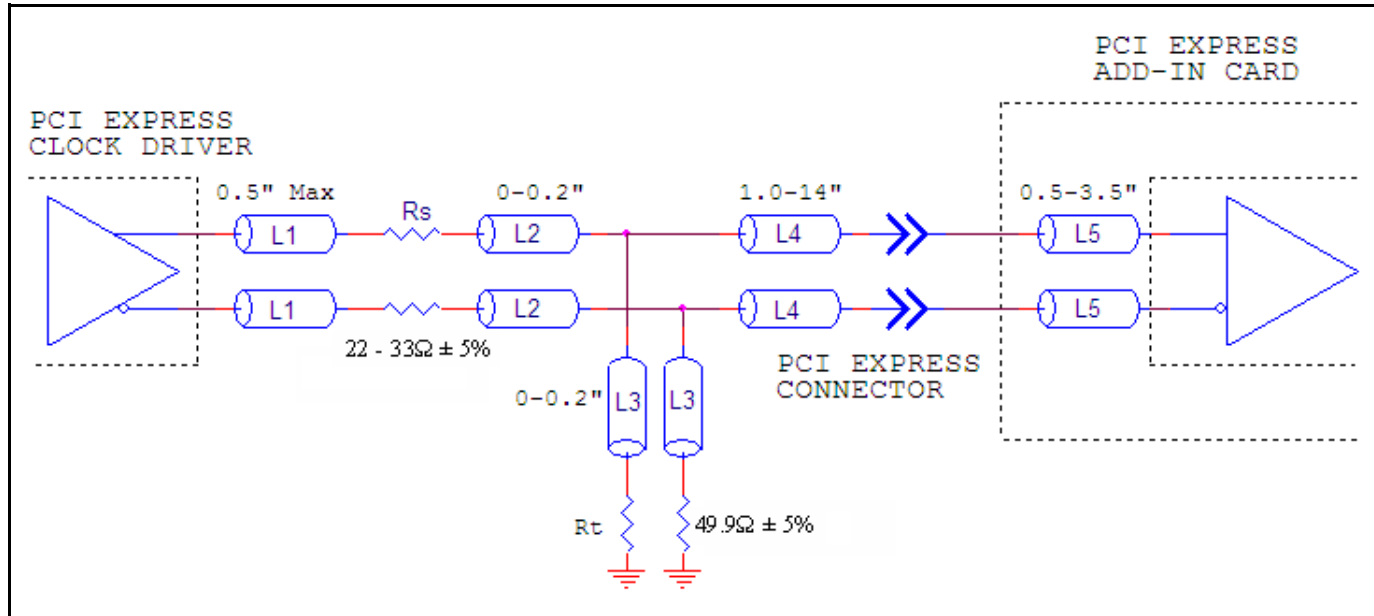 PCI EXPRESS
ADD-IN CARD
PCI EXPRESS
CLOCK DRIVER
0.5" Max
Rs
0-0.2"
1.0-14"
0.5-3.5"
L1
L2
L4
L5
L1
L2
L4
L5
22 - 33Ω ± 5%
PCI EXPRESS
CONNECTOR
0-0.2"
L3
L3
Rt
49.9Ω ± 5%